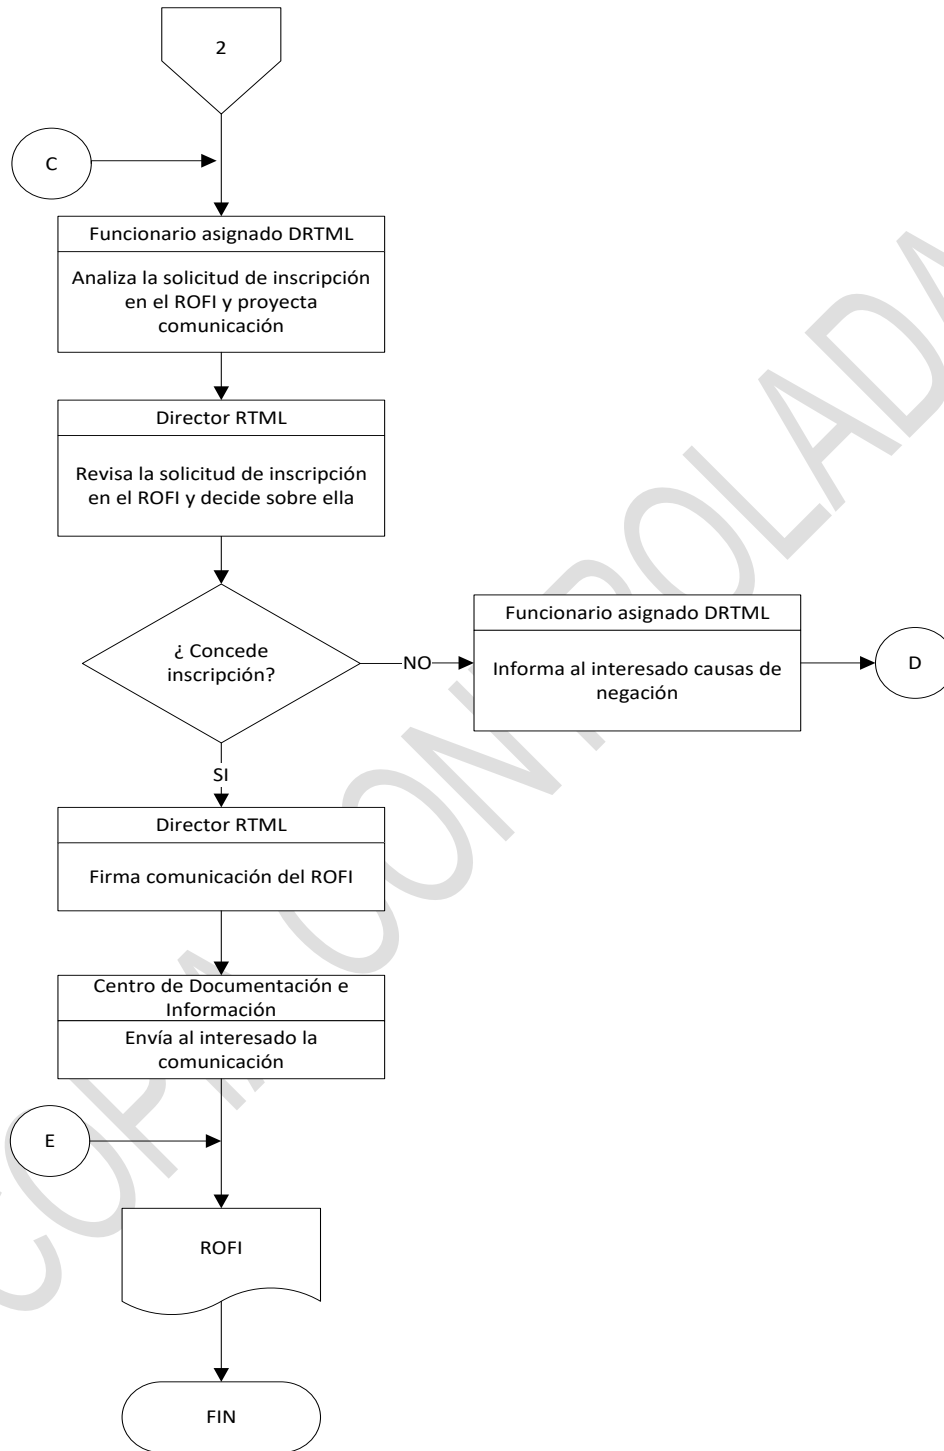 2
C
Funcionario asignado DRTML
Analiza la solicitud de inscripción
en el ROFI y proyecta
comunicación
Director RTML
Revisa la solicitud de inscripción
en el ROFI y decide sobre ella
¿ Concede
inscripción?
NO
Funcionario asignado DRTML
Informa al interesado causas de
negación
D
SI
Director RTML
Firma comunicación del ROFI
Centro de Documentación e
Información
Envía al interesado la
comunicación
E
ROFI
FIN
COPIA CONTROLADA